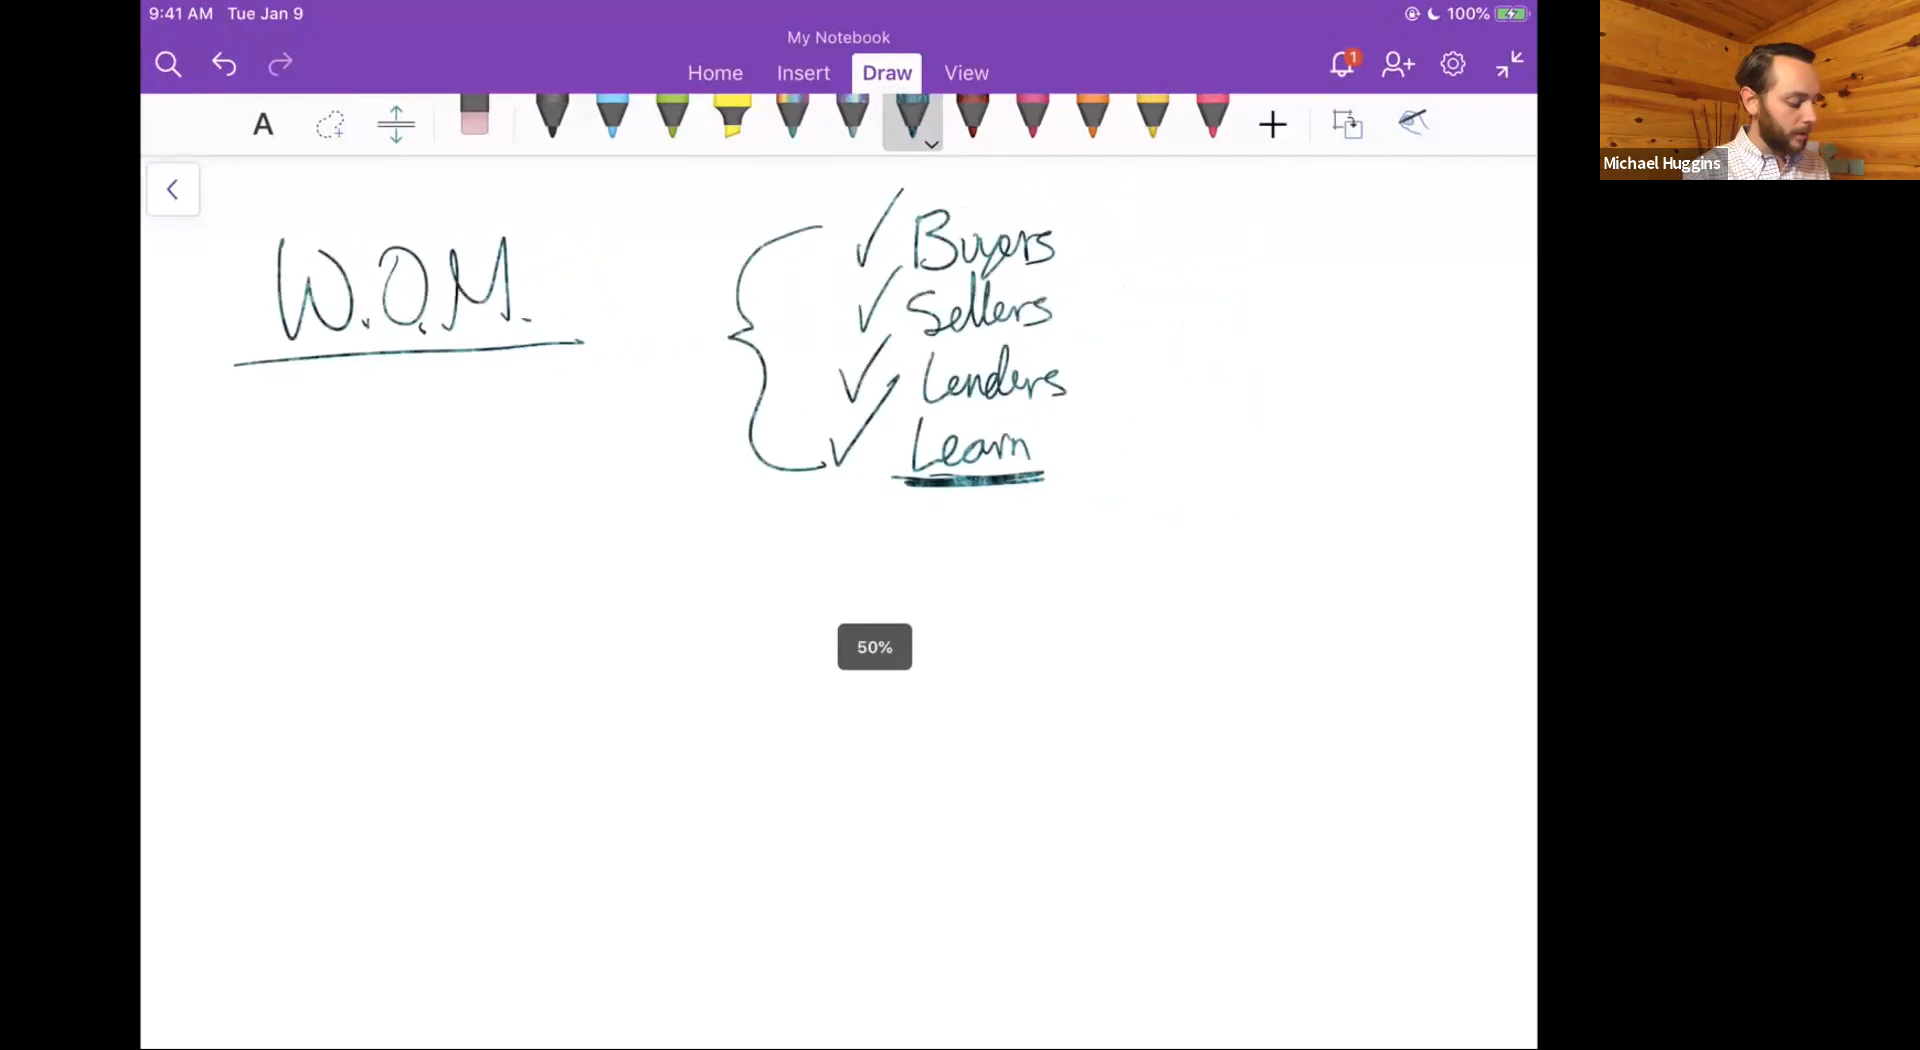 9:41 AM Tue Jan 9
100%
My Notebook
1
Home Insert Draw View
A
Michael Huggins
W.O.M.
Buyers
Sellers
Lenders
Learn
50%